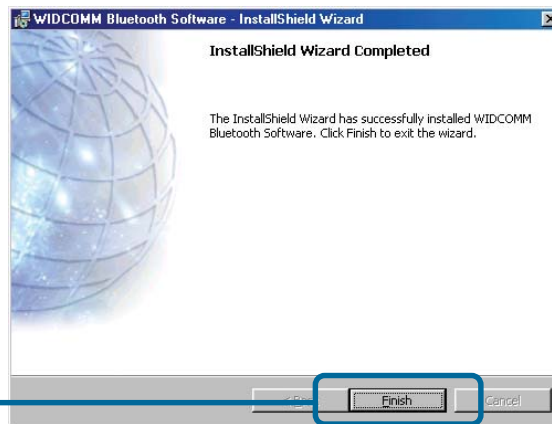 WIDCOMM Bluetooth Software - InstallShield Wizard
InstallShield Wizard Completed
The InstallShield Wizard has successfully installed WIDCOMM
Bluetooth Software. Click Finish to exit the wizard.
Finish
Cancel